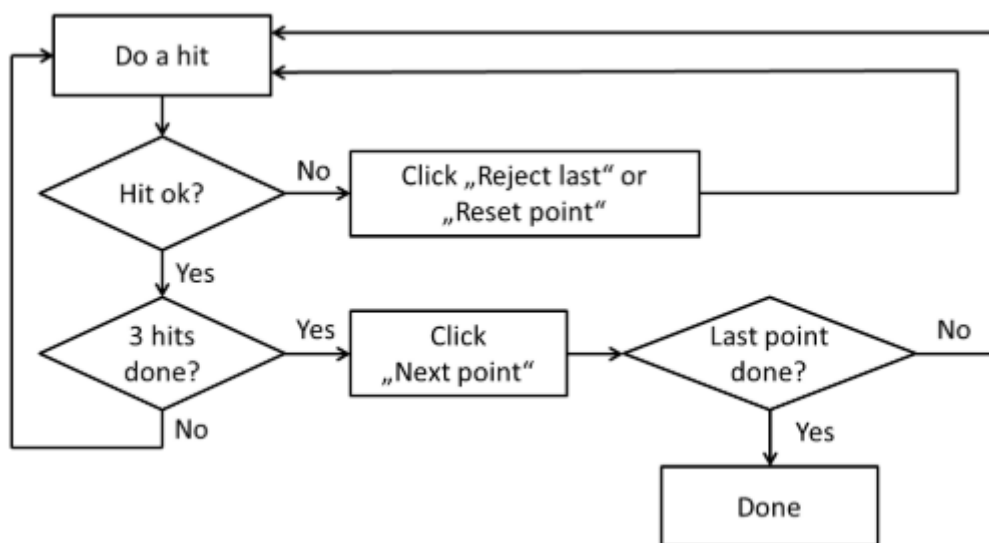 Do a hit
Hit ok?
No
Click „Reject last“ or
„Reset point“
Yes
3 hits
done?
Yes
Click
„Next point“
Last point
done?
No
No
Yes
Done